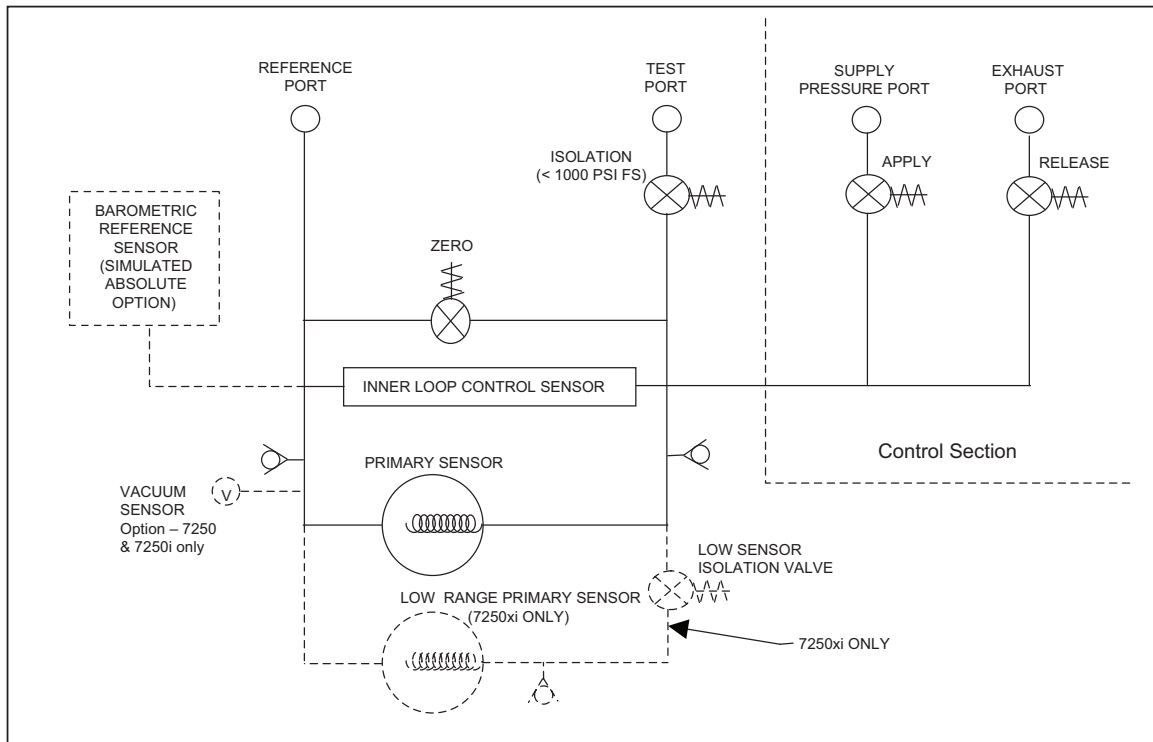 REFERENCE
PORT
TEST
PORT
SUPPLY
PRESSURE PORT
EXHAUST
PORT
ISOLATION
(< 1000 PSI FS)
APPLY
RELEASE
BAROMETRIC
REFERENCE
SENSOR
(SIMULATED
ABSOLUTE
OPTION)
ZERO
INNER LOOP CONTROL SENSOR
Control Section
PRIMARY SENSOR
VACUUM
SENSOR
Option – 7250
& 7250i only
V
LOW SENSOR
ISOLATION VALVE
LOW RANGE PRIMARY SENSOR
(7250xi ONLY)
7250xi ONLY